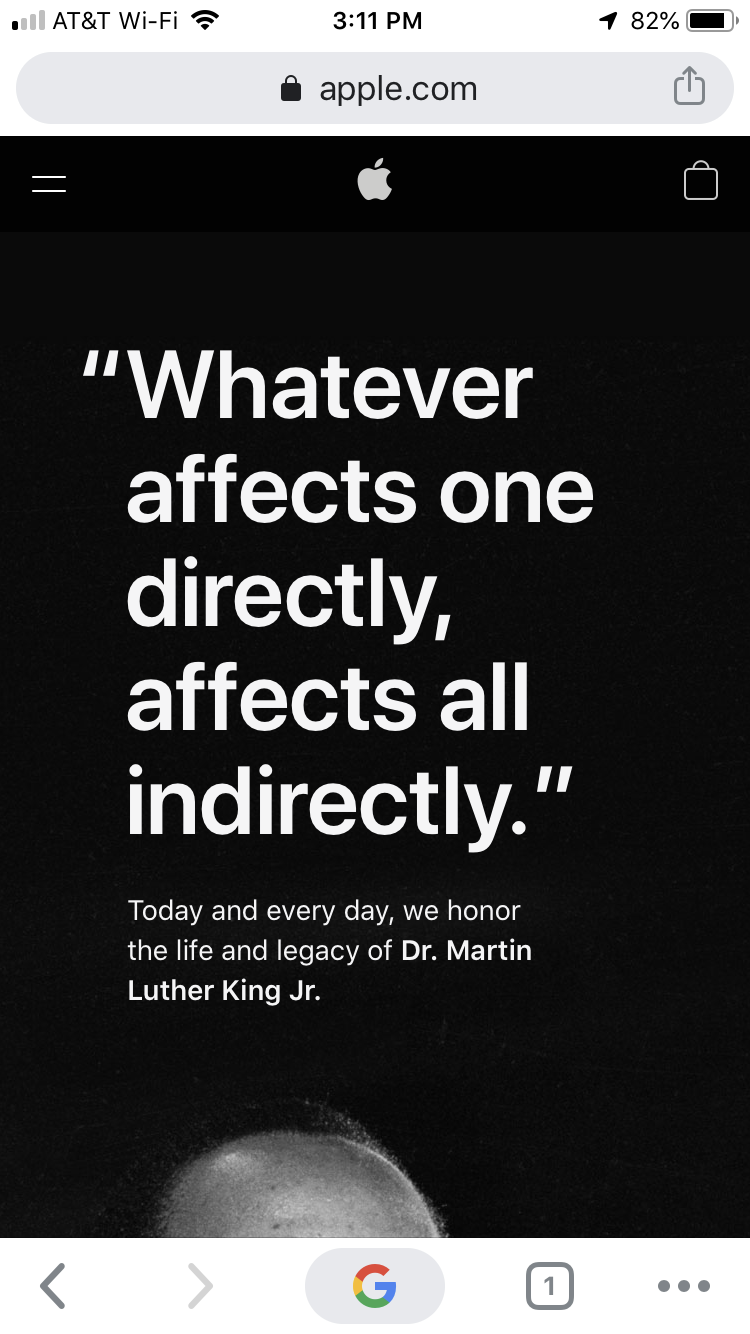 AT&T Wi-Fi 3:11 PM 82%
apple.com
“Whatever
affects one
directly,
affects all
indirectly.”
Today and every day, we honor
the life and legacy of Dr. Martin
Luther King Jr.
G 1